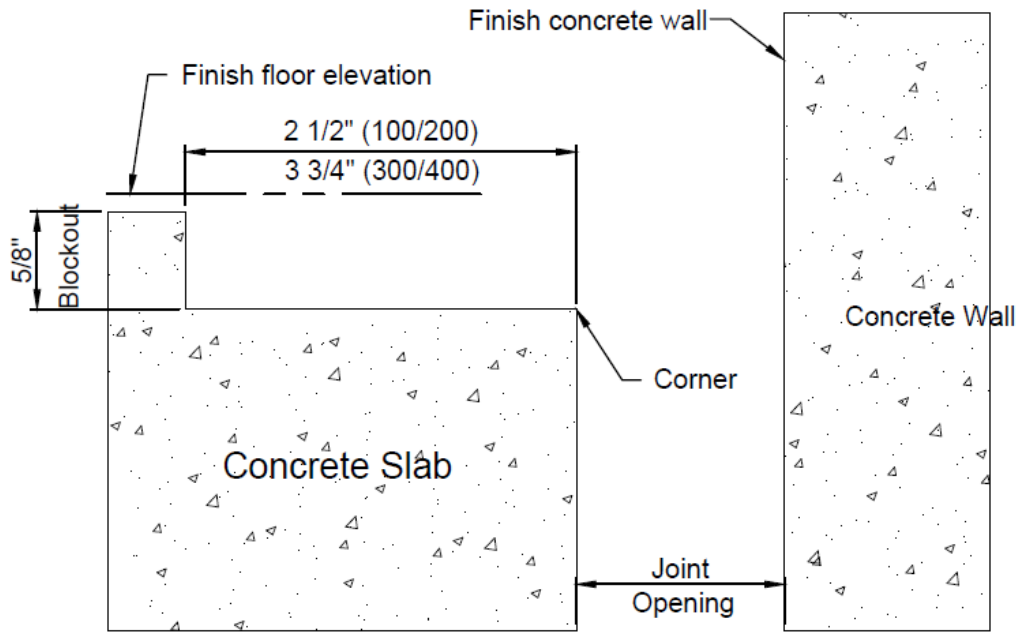 Finish concrete wall
Finish floor elevation
2 1/2" (100/200)
3 3/4" (300/400)
5/8"
Blockout
Concrete Wall
Corner
Concrete Slab
Joint
Opening